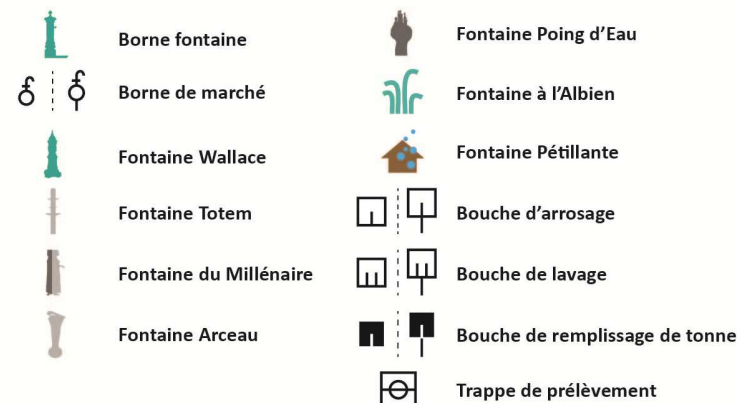 Borne fontaine
Borne de marché
Fontaine Wallace
Fontaine Totem
Fontaine du Millénaire
Fontaine Arceau
Fontaine Poing d’Eau
Fontaine à l’Albien
Fontaine Pétillante
Bouche d’arrosage
Bouche de lavage
Bouche de remplissage de tonne
Trappe de prélèvement